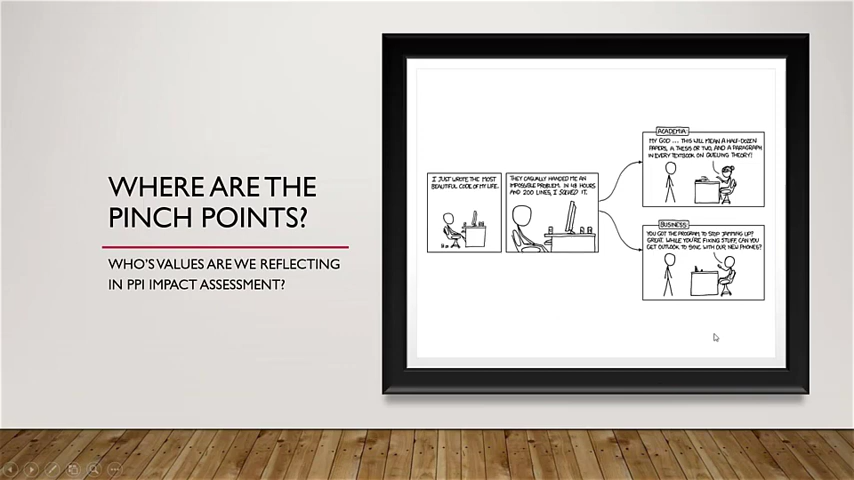 WHERE ARE THE
PINCH POINTS?
WHO'S VALUES ARE WE REFLECTING
IN PPI IMPACT ASSESSMENT?
I JUST WROTE THE MOST
BEAUTIFUL CODE OF MY LIFE.
THEY CASUALLY HANDED ME AN
IMPOSSIBLE PROBLEM. IN 48 HOURS
AND 200 LINES, I SOLVED IT.
ACADEMIA:
MY GOD ... THIS WILL MEAN A HALF-DOZEN
PAPERS, A THESIS OR TWO, AND A PARAGRAPH
IN EVERY TEXTBOOK ON QUEUING THEORY!
BUSINESS:
YOU GOT THE PROGRAM TO STOP JAMMING UP?
GREAT. WHILE YOU'RE FIXING STUFF, CAN YOU
GET OUTLOOK TO SYNC WITH OUR NEW PHONES?